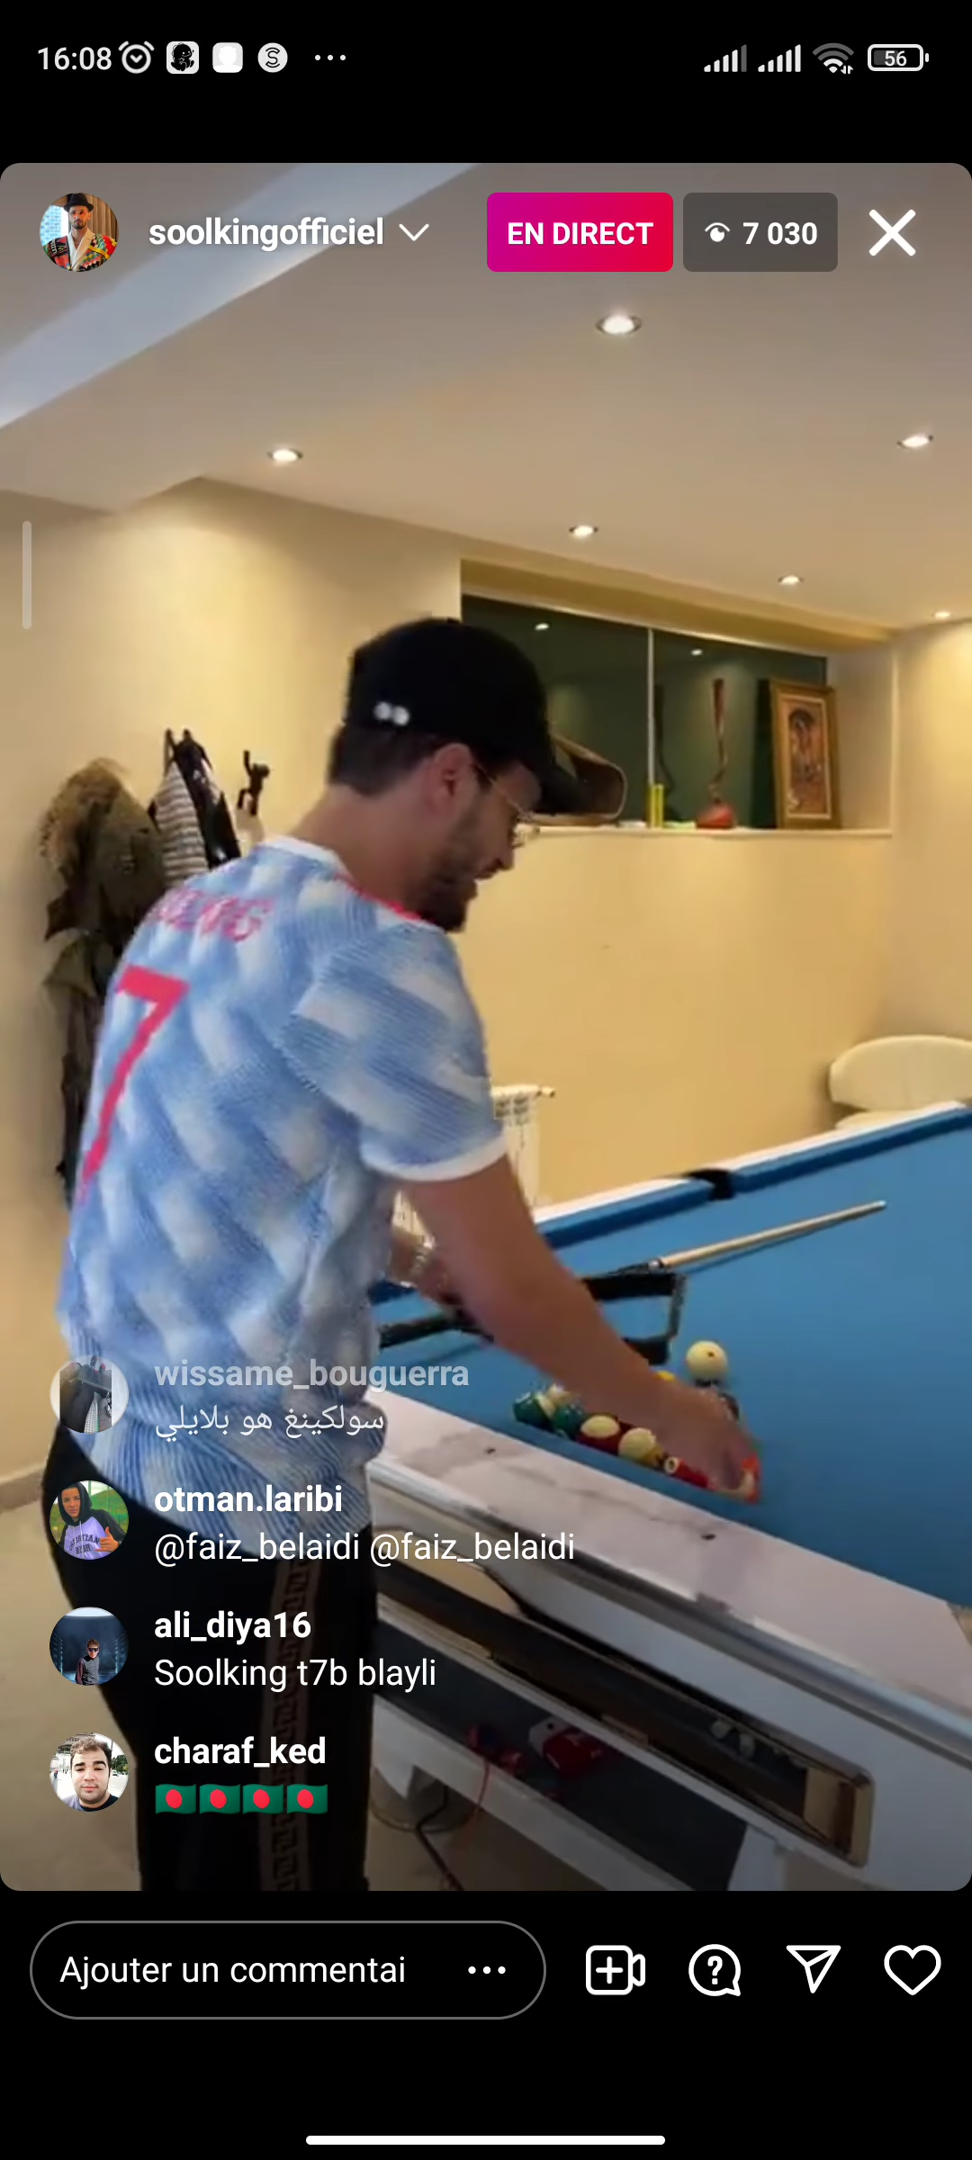 16:08
56
soolkingofficiel
EN DIRECT
7 030
7
wissame_bouguerra
سولكينغ هو بلايلي
otman.laribi
@faiz_belaidi @faiz_belaidi
ali_diya16
Soolking t7b blayli
charaf_ked
🇧🇩🇧🇩🇧🇩🇧🇩
Ajouter un commentai